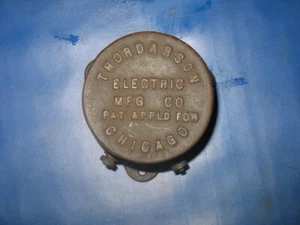 THORDARSON
ELECTRIC
MFG CO
PAT APPLD FOR
CHICAGO